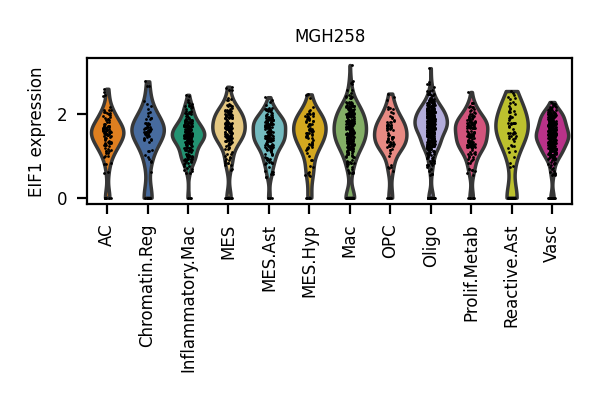 MGH258
EIF1 expression
2
0
AC
Chromatin.Reg
Inflammatory.Mac
MES
MES.Ast
MES.Hyp
Mac
OPC
Oligo
Prolif.Metab
Reactive.Ast
Vasc